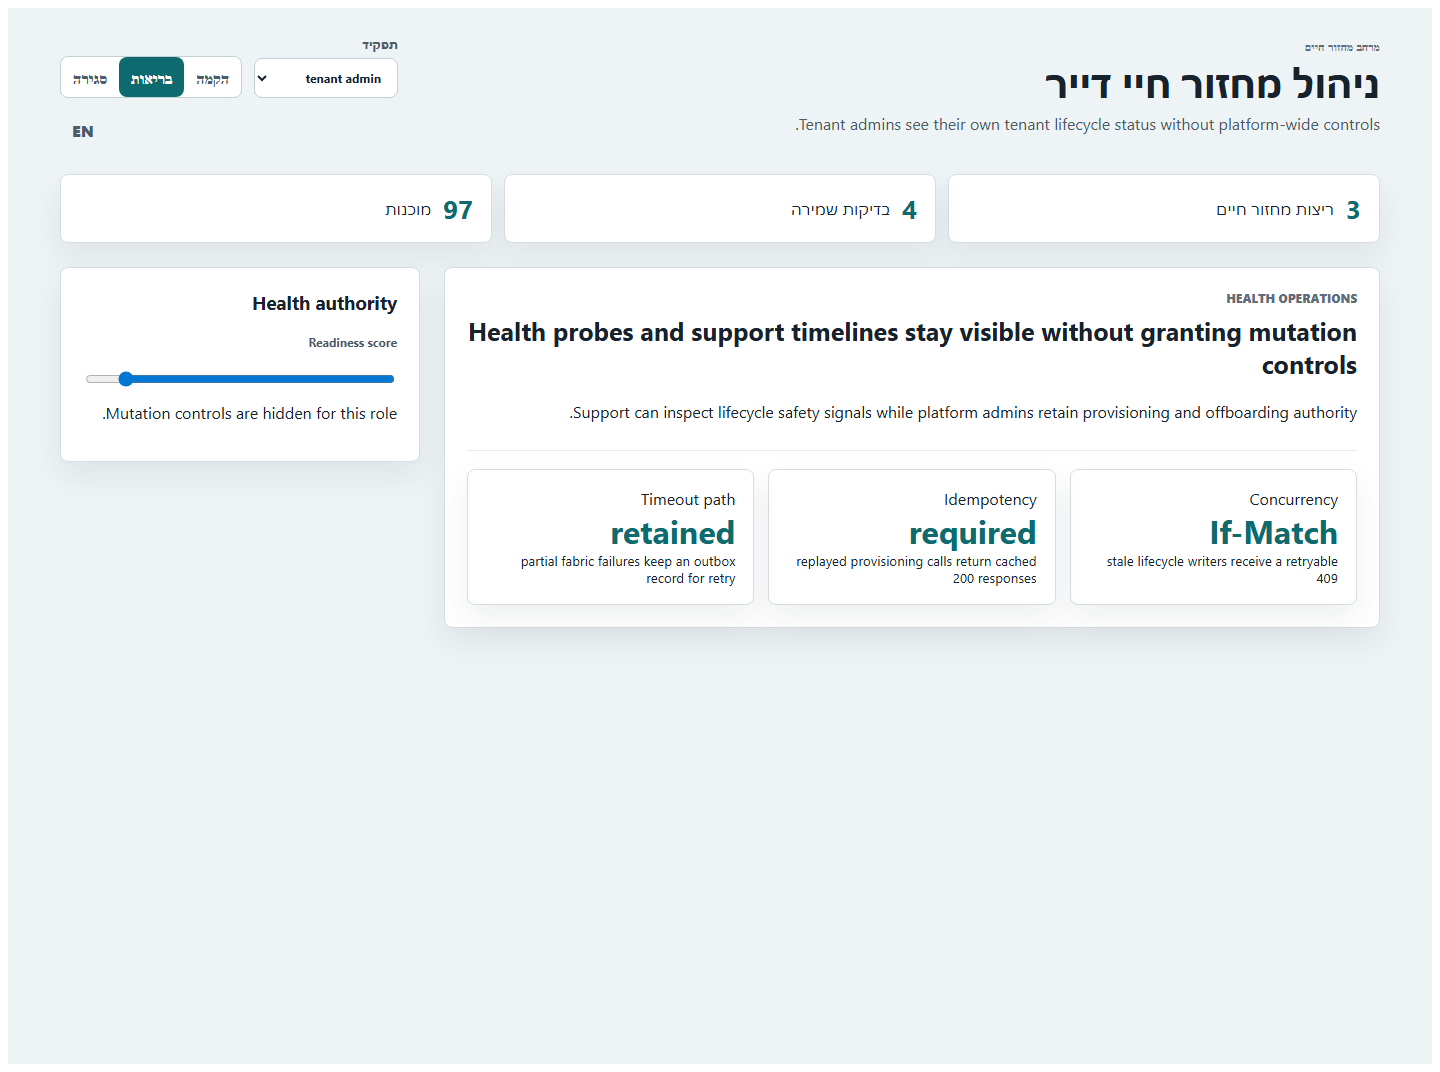 מרחב מחזור חיים
ניהול מחזור חיי דייר
Tenant admins see their own tenant lifecycle status without platform-wide controls.
תפקיד
tenant admin
הקמה
בריאות
סגירה
EN
3 ריצות מחזור חיים
4 בדיקות שמירה
97 מוכנות
HEALTH OPERATIONS
Health probes and support timelines stay visible without granting mutation
controls
Support can inspect lifecycle safety signals while platform admins retain provisioning and offboarding authority.
Concurrency
If-Match
stale lifecycle writers receive a retryable
409
Idempotency
required
replayed provisioning calls return cached
200 responses
Timeout path
retained
partial fabric failures keep an outbox
record for retry
Health authority
Readiness score
Mutation controls are hidden for this role.